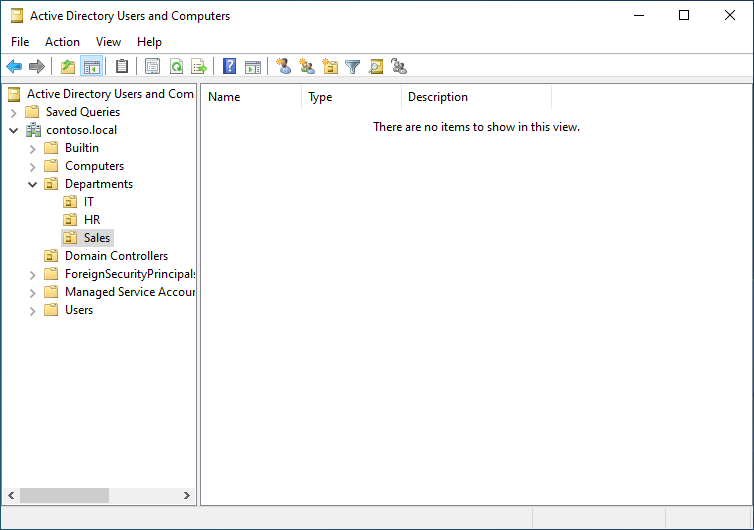 Active Directory Users and Computers
File Action View Help
Active Directory Users and Com
Saved Queries
contoso.local
Builtin
Computers
Departments
IT
HR
Sales
Domain Controllers
ForeignSecurityPrincipals
Managed Service Accour
Users
Name Type Description
There are no items to show in this view.